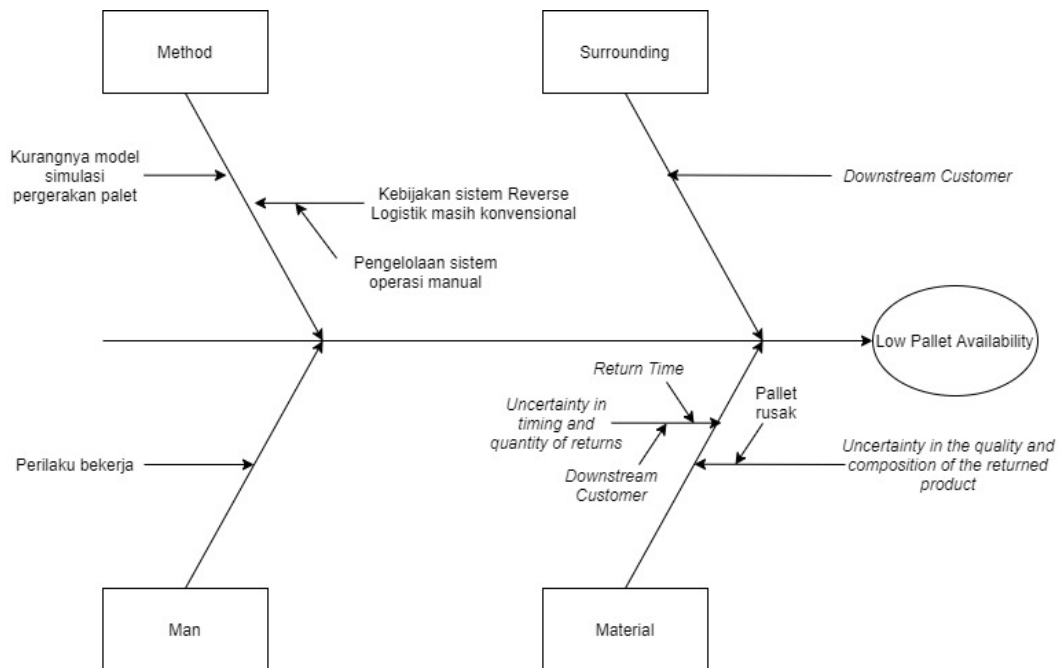 Method
Surrounding
Kurangnya model
simulasi
pergerakan palet
Kebijakan sistem Reverse
Logistik masih konvensional
Pengelolaan sistem
operasi manual
Downstream Customer
Low Pallet Availability
Return Time
Uncertainty in
timing and
quantity of returns
Downstream
Customer
Pallet
rusak
Uncertainty in the quality and
composition of the returned
product
Perilaku bekerja
Man
Material